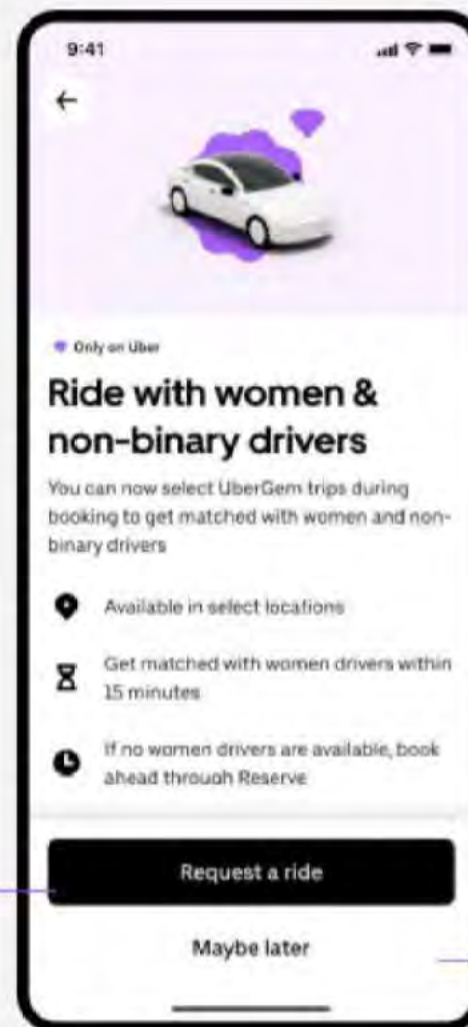 9:41
Only on Uber
Ride with women &
non-binary drivers
You can now select UberGem trips during
booking to get matched with women and non-
binary drivers
Available in select locations
Get matched with women drivers within
15 minutes
If no women drivers are available, book
ahead through Reserve
Request a ride
Maybe later